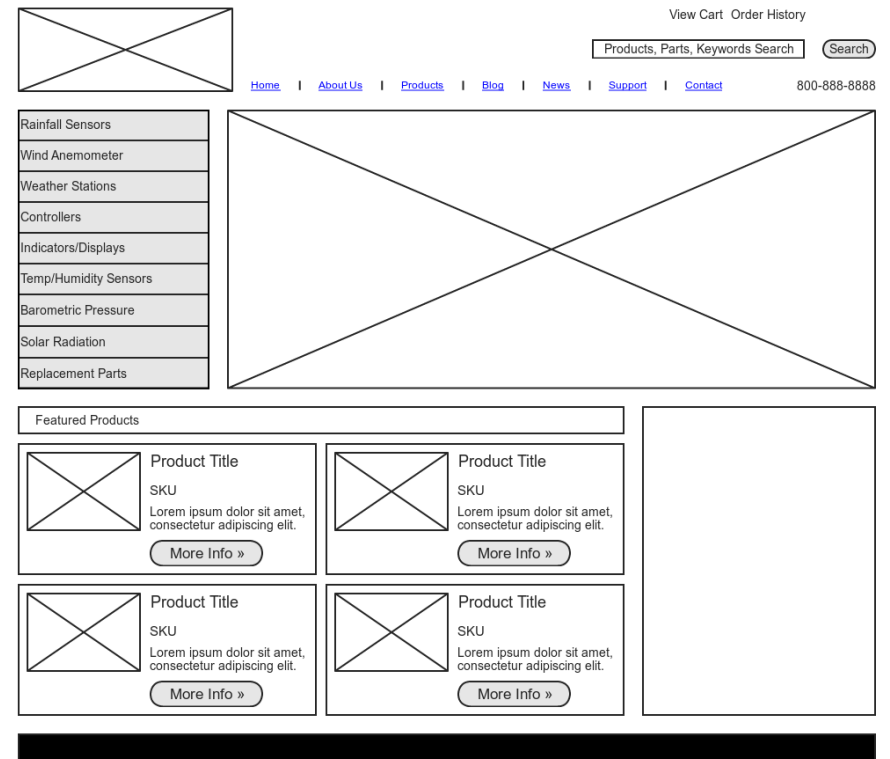 View Cart Order History
Products, Parts, Keywords Search
Search
Home | About Us | Products | Blog | News | Support | Contact
800-888-8888
Rainfall Sensors
Wind Anemometer
Weather Stations
Controllers
Indicators/Displays
Temp/Humidity Sensors
Barometric Pressure
Solar Radiation
Replacement Parts
Featured Products
Product Title
SKU
Lorem ipsum dolor sit amet,
consectetur adipiscing elit.
More Info »
Product Title
SKU
Lorem ipsum dolor sit amet,
consectetur adipiscing elit.
More Info »
Product Title
SKU
Lorem ipsum dolor sit amet,
consectetur adipiscing elit.
More Info »
Product Title
SKU
Lorem ipsum dolor sit amet,
consectetur adipiscing elit.
More Info »